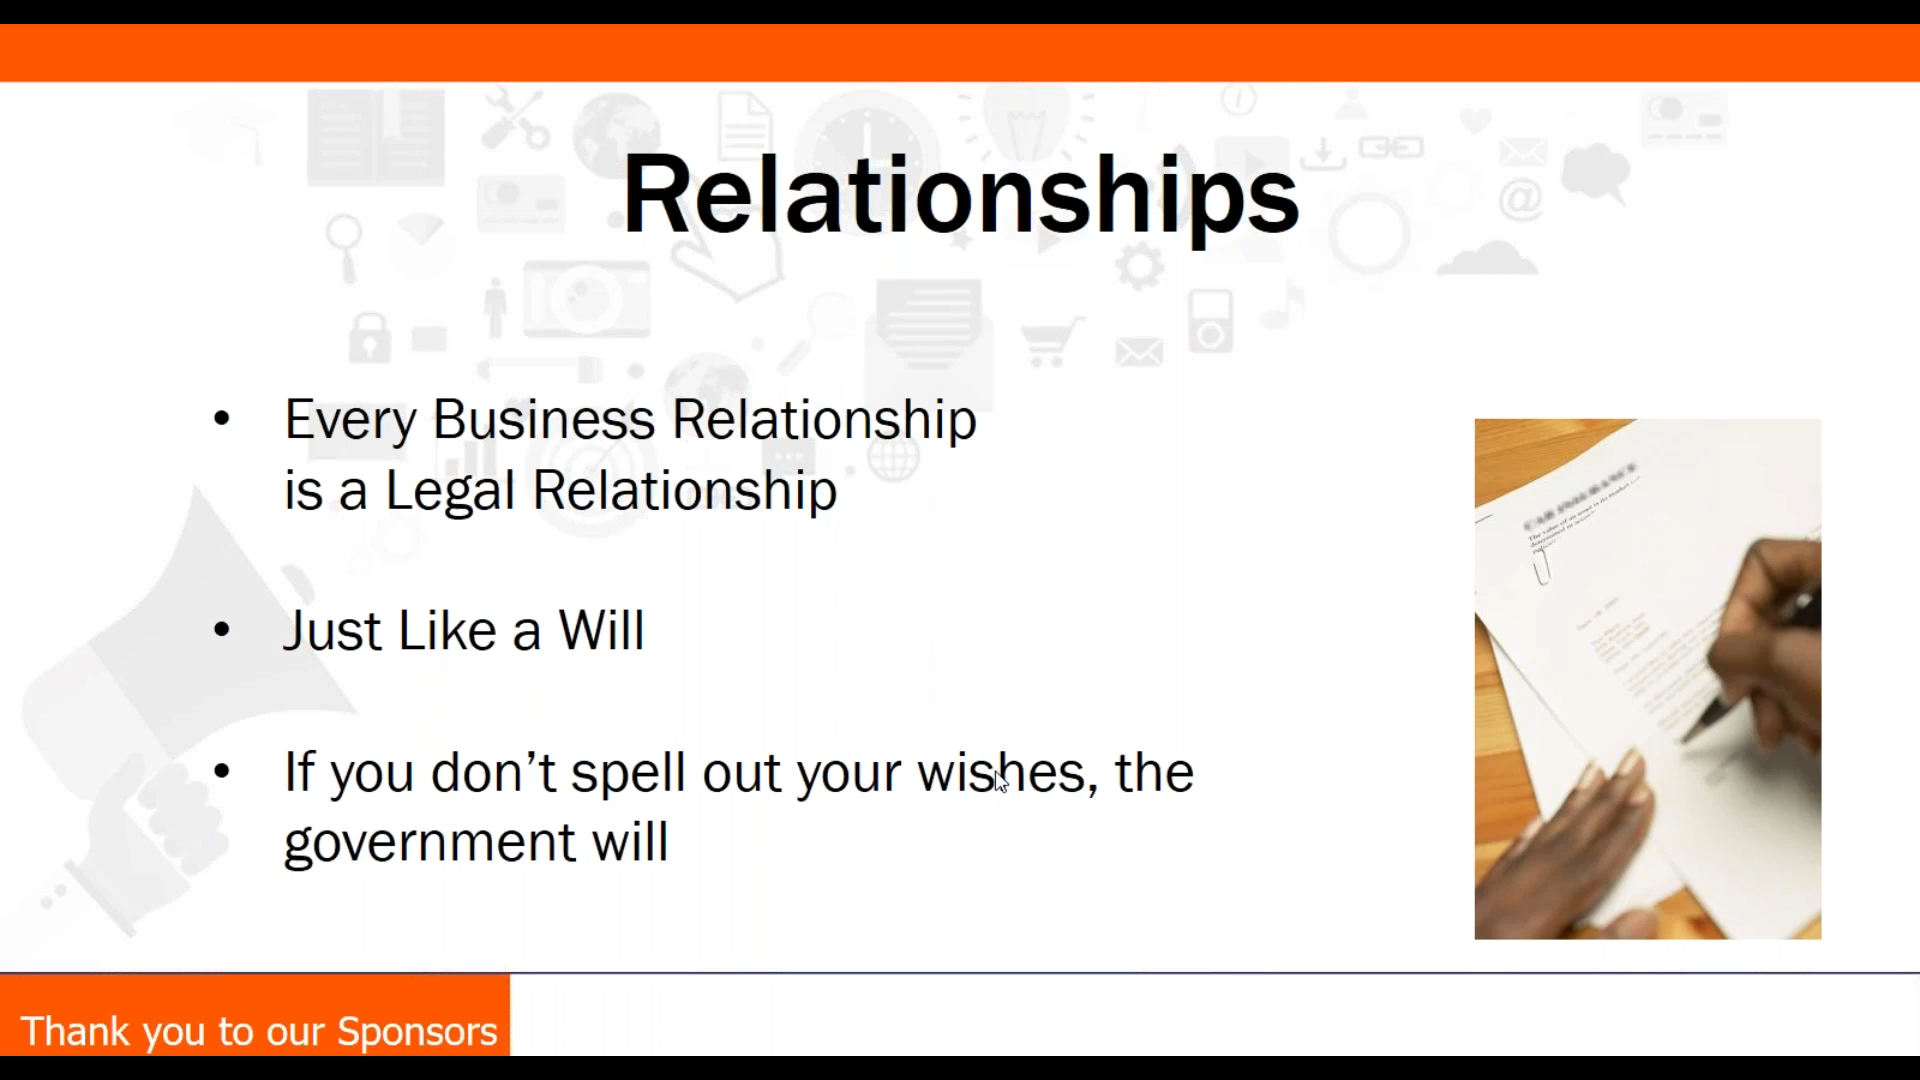 Relationships
• Every Business Relationship
is a Legal Relationship
• Just Like a Will
• If you don’t spell out your wishes, the
government will
Thank you to our Sponsors